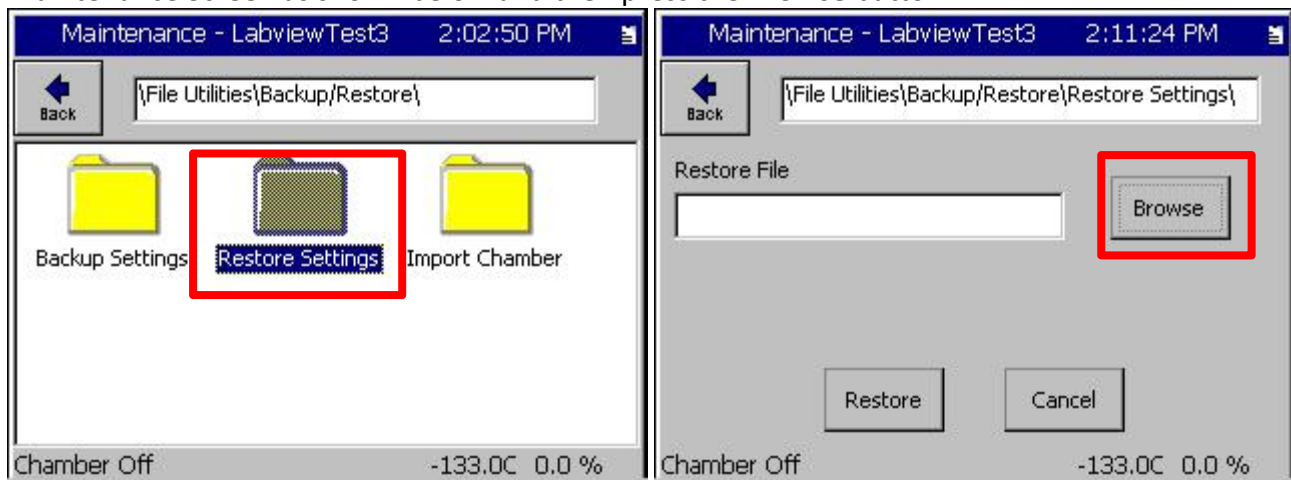 Maintenance - LabviewTest3 2:02:50 PM
Back
\File Utilities\Backup/Restore\
Backup Settings
Restore Settings
Import Chamber
Chamber Off -133.0C 0.0 %
Maintenance - LabviewTest3 2:11:24 PM
Back
\File Utilities\Backup/Restore\Restore Settings\
Restore File
Browse
Restore
Cancel
Chamber Off -133.0C 0.0 %